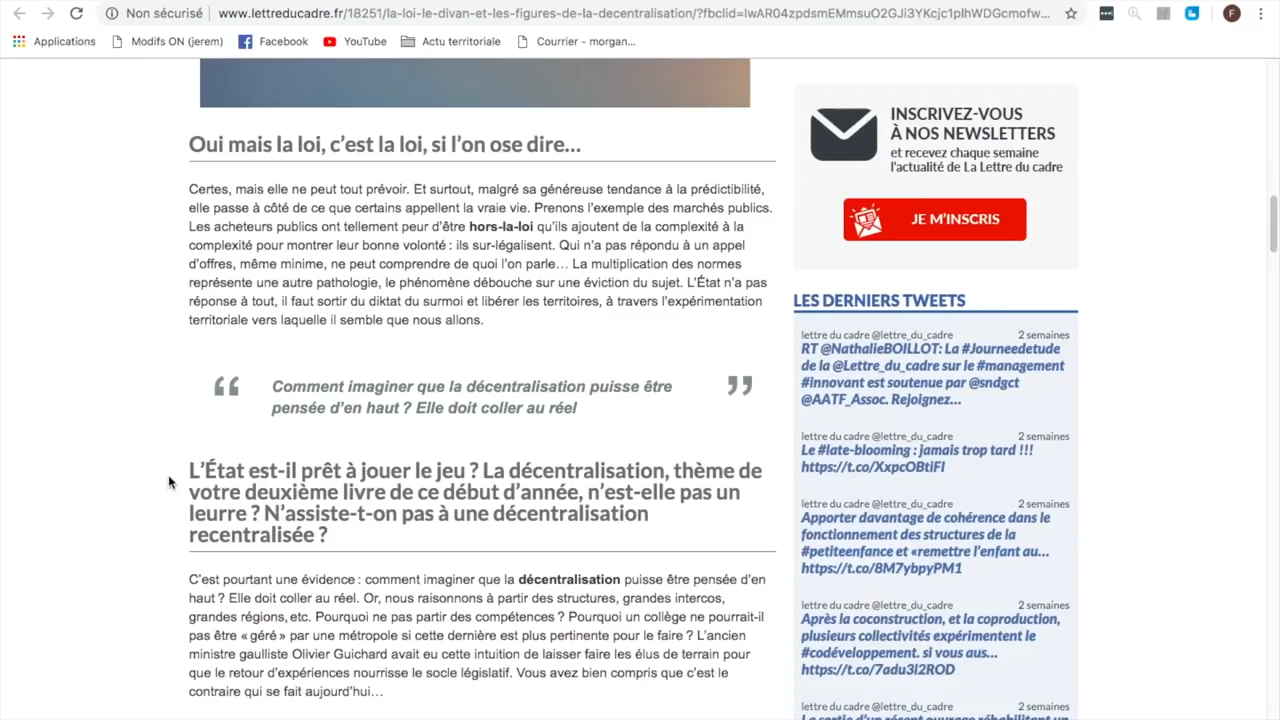 Non sécurisé
www.lettreducadre.fr/18251/la-loi-le-divan-et-les-figures-de-la-decentralisation/?fbclid=IwAR04zpdsmEMmsuO2GJi3YKcjc1plhWDGcmofw...
F
Applications
Modifs ON (jerem)
Facebook
YouTube
Actu territoriale
Courrier - morgan...
Oui mais la loi, c’est la loi, si l’on ose dire…
Certes, mais elle ne peut tout prévoir. Et surtout, malgré sa généreuse tendance à la prédictibilité,
elle passe à côté de ce que certains appellent la vraie vie. Prenons l’exemple des marchés publics.
Les acheteurs publics ont tellement peur d’être hors-la-loi qu’ils ajoutent de la complexité à la
complexité pour montrer leur bonne volonté : ils sur-légalisent. Qui n’a pas répondu à un appel
d’offres, même minime, ne peut comprendre de quoi l’on parle… La multiplication des normes
représente une autre pathologie, le phénomène débouche sur une éviction du sujet. L’État n’a pas
réponse à tout, il faut sortir du diktat du surmoi et libérer les territoires, à travers l’expérimentation
territoriale vers laquelle il semble que nous allons.
“ Comment imaginer que la décentralisation puisse être ”
pensée d’en haut ? Elle doit coller au réel
L’État est-il prêt à jouer le jeu ? La décentralisation, thème de
votre deuxième livre de ce début d’année, n’est-elle pas un
leurre ? N’assiste-t-on pas à une décentralisation
recentralisée ?
C’est pourtant une évidence : comment imaginer que la décentralisation puisse être pensée d’en
haut ? Elle doit coller au réel. Or, nous raisonnons à partir des structures, grandes intercos,
grandes régions, etc. Pourquoi ne pas partir des compétences ? Pourquoi un collège ne pourrait-il
pas être « géré » par une métropole si cette dernière est plus pertinente pour le faire ? L’ancien
ministre gaulliste Olivier Guichard avait eu cette intuition de laisser faire les élus de terrain pour
que le retour d’expériences nourrisse le socle législatif. Vous avez bien compris que c’est le
contraire qui se fait aujourd’hui…
INSCRIVEZ-VOUS
À NOS NEWSLETTERS
et recevez chaque semaine
l'actualité de La Lettre du cadre
JE M’INSCRIS
LES DERNIERS TWEETS
lettre du cadre @lettre_du_cadre 2 semaines
RT @NathalieBOILLOT: La #Journeedetude
de la @Lettre_du_cadre sur le #management
#innovant est soutenue par @sndgct
@AATF_Assoc. Rejoignez…
lettre du cadre @lettre_du_cadre 2 semaines
Le #late-blooming : jamais trop tard !!!
https://t.co/XxpcOBtiFI
lettre du cadre @lettre_du_cadre 2 semaines
Apporter davantage de cohérence dans le
fonctionnement des structures de la
#petiteenfance et «remettre l’enfant au…
https://t.co/8M7ybpyPM1
lettre du cadre @lettre_du_cadre 2 semaines
Après la coconstruction, et la coproduction,
plusieurs collectivités expérimentent le
#codéveloppement. si vous aus…
https://t.co/7adu3l2ROD
lettre du cadre @lettre_du_cadre 2 semaines
La sortie d’un récent ouvrage réhabilitant un